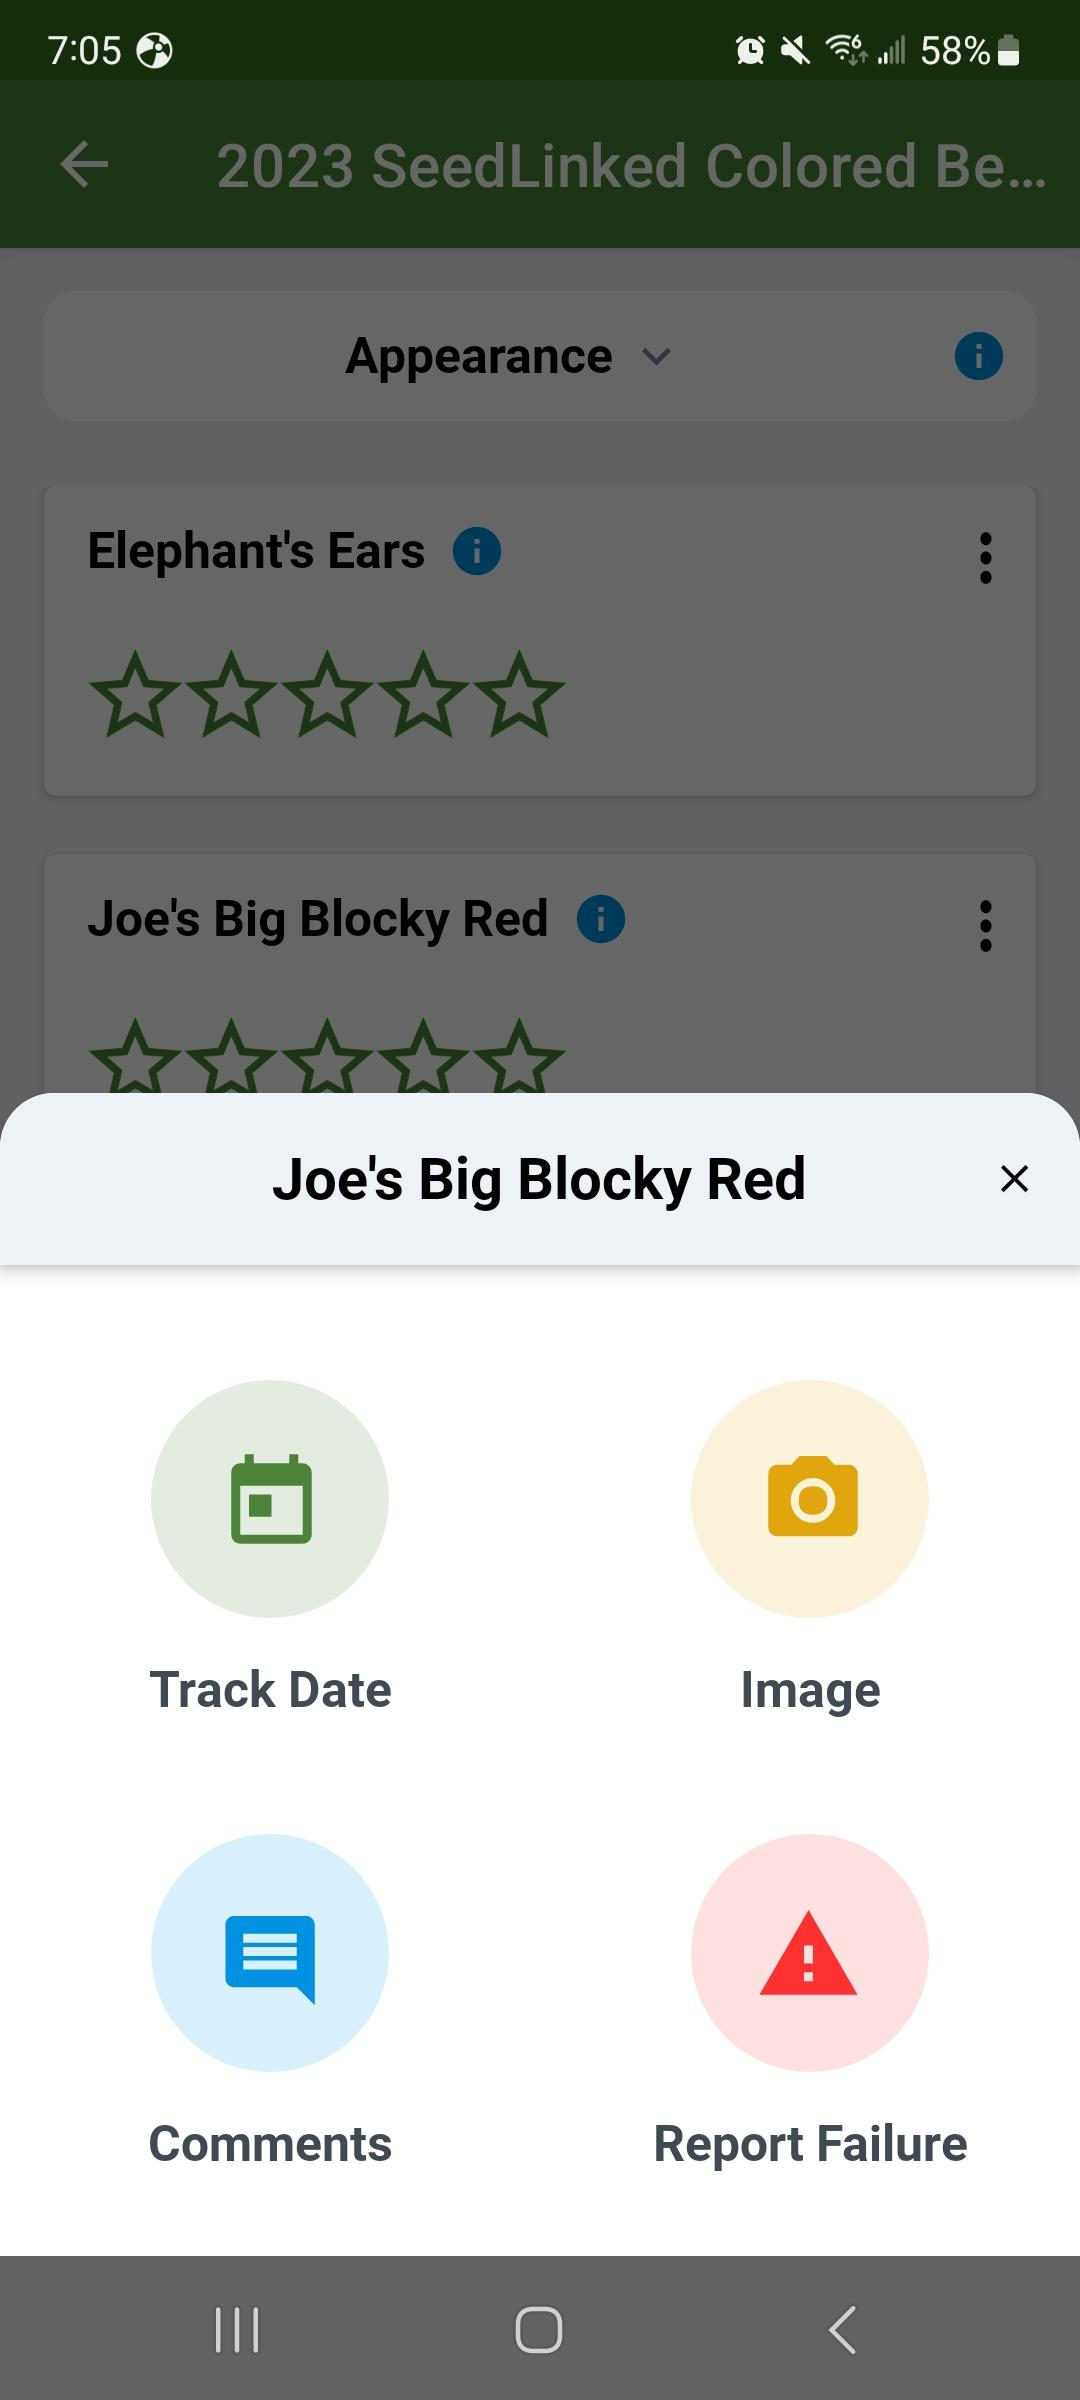 7:05 58%
2023 SeedLinked Colored Be...
Appearance
Elephant's Ears
Joe's Big Blocky Red
Joe's Big Blocky Red
Track Date Image
Comments Report Failure